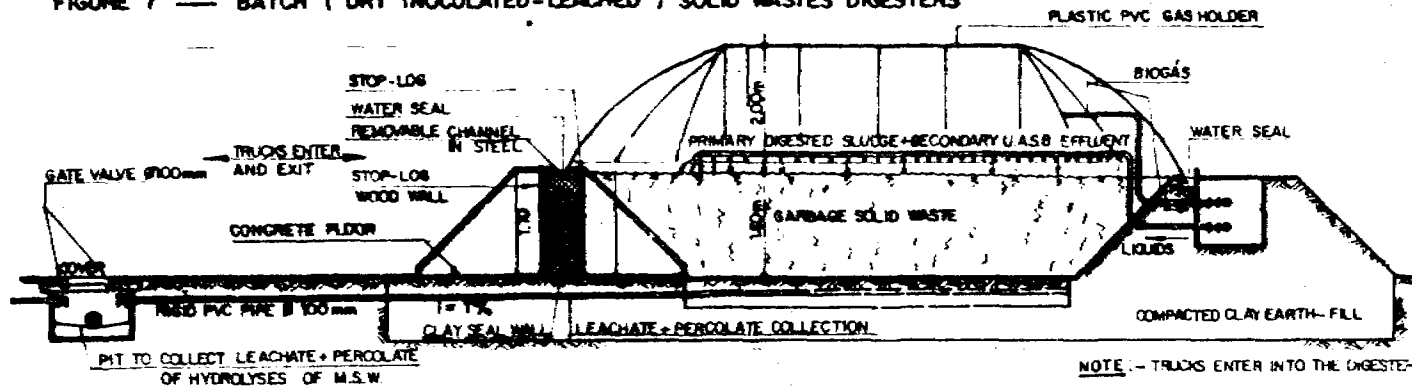 FIGURE 7 — BATCH ( DRY INOCULATED-LEACHED ) SOLID WASTES DIGESTERS
PLASTIC PVC GAS HOLDER
STOP-LOG
BIOGÁS
WATER SEAL
2.00m
REMOVABLE CHANNEL
IN STEEL
PRIMARY DIGESTED SLUDGE+SECONDARY U.A.S.B EFFLUENT
WATER SEAL
TRUCKS ENTER
AND EXIT
GATE VALVE Ø100mm
STOP-LOG
WOOD WALL
GARBAGE SOLID WASTE
CONCRETE FLOOR
LIQUIDS
COVER
RIGID PVC PIPE Ø 100mm
I = 1%
CLAY SEAL WALL
LEACHATE + PERCOLATE COLLECTION
COMPACTED CLAY EARTH-FILL
PIT TO COLLECT LEACHATE + PERCOLATE
OF HYDROLYSES OF M.S.W.
NOTE :- TRUCKS ENTER INTO THE DIGESTE